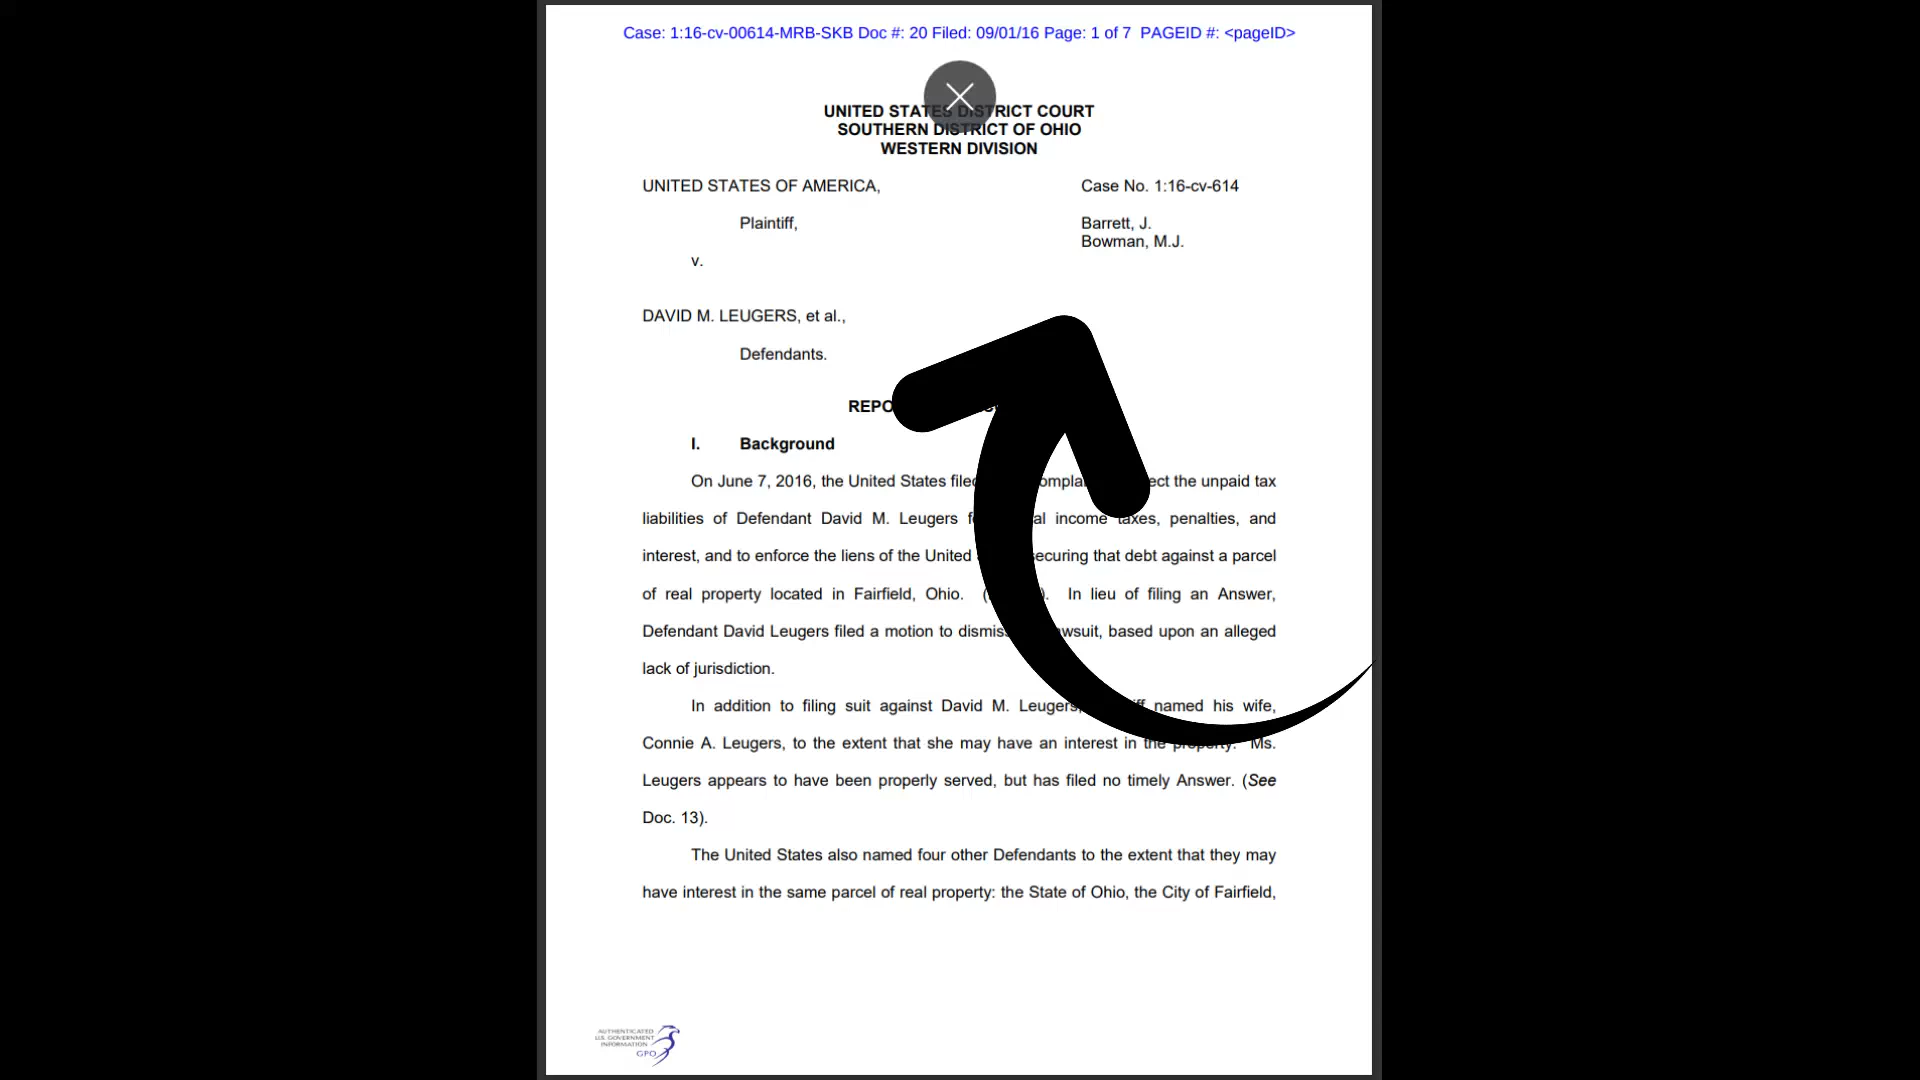 Case: 1:16-cv-00614-MRB-SKB Doc #: 20 Filed: 09/01/16 Page: 1 of 7 PAGEID #: <pageID>
UNITED STATES DISTRICT COURT
SOUTHERN DISTRICT OF OHIO
WESTERN DIVISION
UNITED STATES OF AMERICA,
Case No. 1:16-cv-614
Plaintiff,
Barrett, J.
Bowman, M.J.
v.
DAVID M. LEUGERS, et al.,
Defendants.
I. Background
On June 7, 2016, the United States the unpaid tax
liabilities of Defendant David M. Leugers income taxes, penalties, and
interest, and to enforce the liens of the United securing that debt against a parcel
of real property located in Fairfield, Ohio. In lieu of filing an Answer,
Defendant David Leugers filed a motion to dismiss lawsuit, based upon an alleged
lack of jurisdiction.
In addition to filing suit against David M. Leugers, named his wife,
Connie A. Leugers, to the extent that she may have an interest in the property. Ms.
Leugers appears to have been properly served, but has filed no timely Answer. (See
Doc. 13).
The United States also named four other Defendants to the extent that they may
have interest in the same parcel of real property: the State of Ohio, the City of Fairfield,
AUTHENTICATED
U.S. GOVERNMENT
INFORMATION
GPO